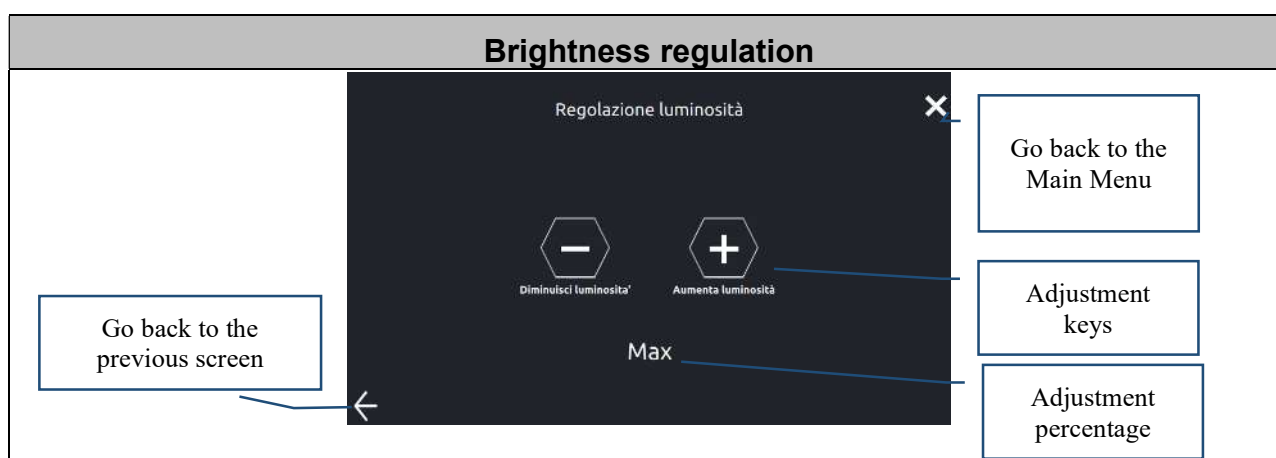 Brightness regulation
Regolazione luminosità
Go back to the
Main Menu
Diminuisci luminosita'
Aumenta luminosità
Adjustment
keys
Go back to the
previous screen
Max
Adjustment
percentage